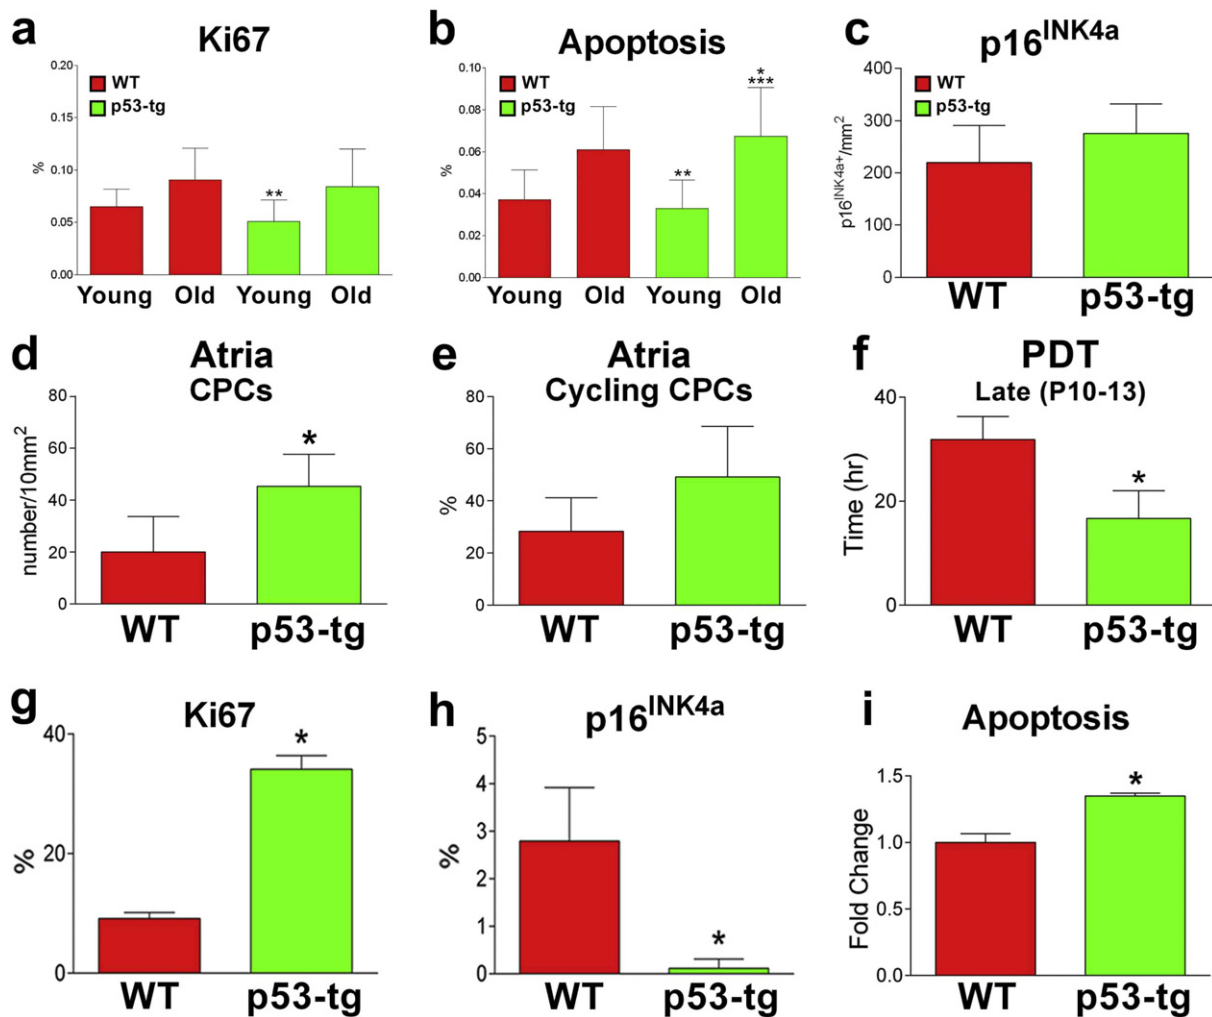 a
Ki67
0.20
0.15
0.10
0.05
0.00
%
WT
p53-tg
**
Young Old Young Old
b
Apoptosis
0.10
0.08
0.06
0.04
0.02
0.00
%
WT
p53-tg
**
*
***
Young Old Young Old
c
p16INK4a
400
300
200
100
0
p16INK4a+/mm2
WT
p53-tg
WT p53-tg
d
Atria
CPCs
80
60
40
20
0
number/10mm2
*
WT p53-tg
e
Atria
Cycling CPCs
80
60
40
20
0
%
WT p53-tg
f
PDT
Late (P10-13)
40
20
0
Time (hr)
*
WT p53-tg
g
Ki67
40
20
0
%
*
WT p53-tg
h
p16INK4a
5
4
3
2
1
0
%
*
WT p53-tg
i
Apoptosis
1.5
1.0
0.5
0.0
Fold Change
*
WT p53-tg